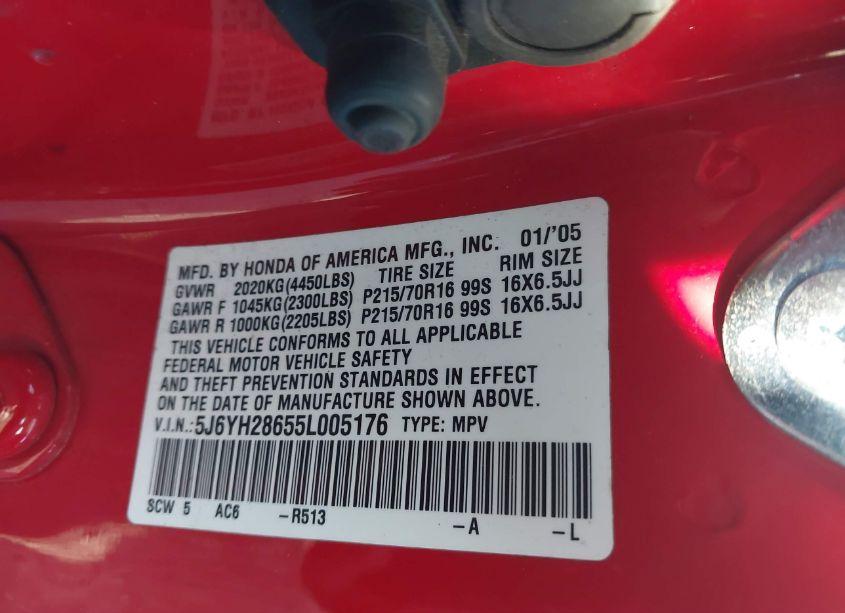 MFD. BY HONDA OF AMERICA MFG., INC. 01/'05
GVWR 2020KG(4450LBS) TIRE SIZE RIM SIZE
GAWR F 1045KG(2300LBS) P215/70R16 99S 16X6.5JJ
GAWR R 1000KG(2205LBS) P215/70R16 99S 16X6.5JJ
THIS VEHICLE CONFORMS TO ALL APPLICABLE
FEDERAL MOTOR VEHICLE SAFETY
AND THEFT PREVENTION STANDARDS IN EFFECT
ON THE DATE OF MANUFACTURE SHOWN ABOVE.
V.I.N.:5J6YH28655L005176 TYPE: MPV
SCW 5 AC6 -R513 -A -L